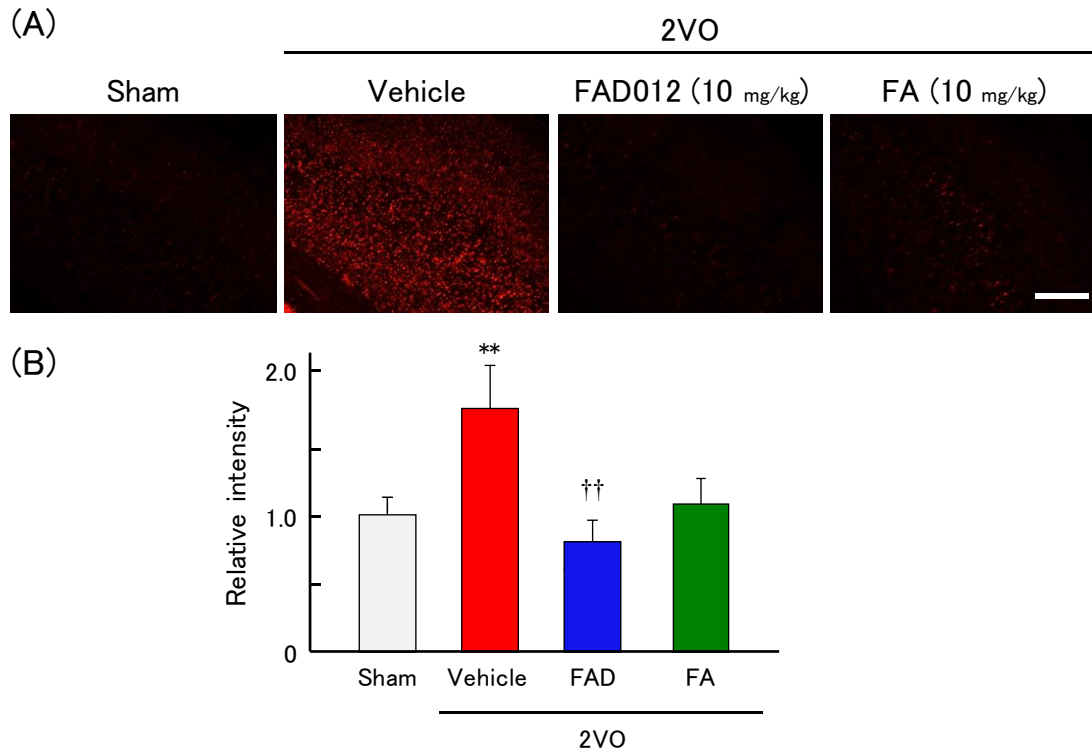 (A)
2VO
Sham
Vehicle
FAD012 (10 mg/kg)
FA (10 mg/kg)
(B)
Relative intensity
2.0
1.0
0
**
††
Sham
Vehicle
FAD
FA
2VO